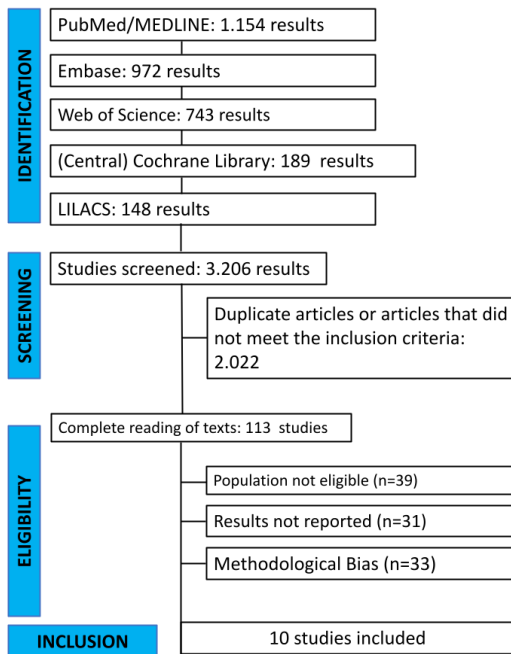 IDENTIFICATION
PubMed/MEDLINE: 1.154 results
Embase: 972 results
Web of Science: 743 results
(Central) Cochrane Library: 189 results
LILACS: 148 results
SCREENING
Studies screened: 3.206 results
Duplicate articles or articles that did
not meet the inclusion criteria:
2.022
ELIGIBILITY
Complete reading of texts: 113 studies
Population not eligible (n=39)
Results not reported (n=31)
Methodological Bias (n=33)
INCLUSION
10 studies included